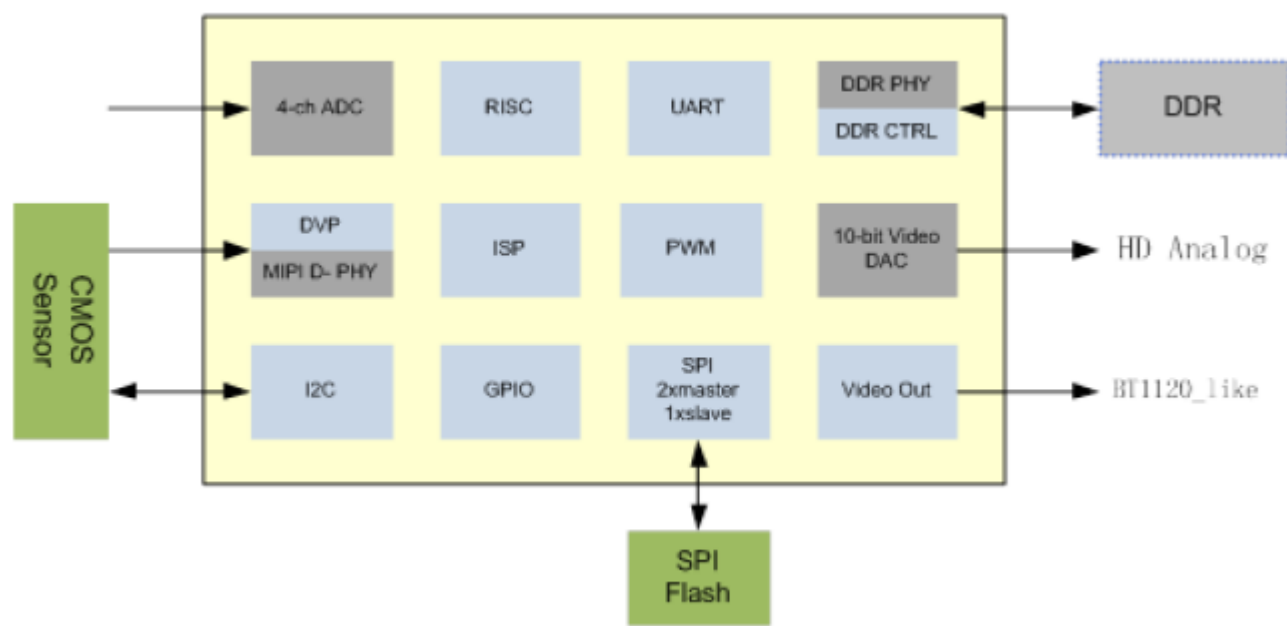 4-ch ADC
RISC
UART
DDR PHY
DDR CTRL
DDR
CMOS
Sensor
DVP
MIPI D- PHY
ISP
PWM
10-bit Video
DAC
HD Analog
I2C
GPIO
SPI
2xmaster
1xslave
Video Out
BT1120_like
SPI
Flash